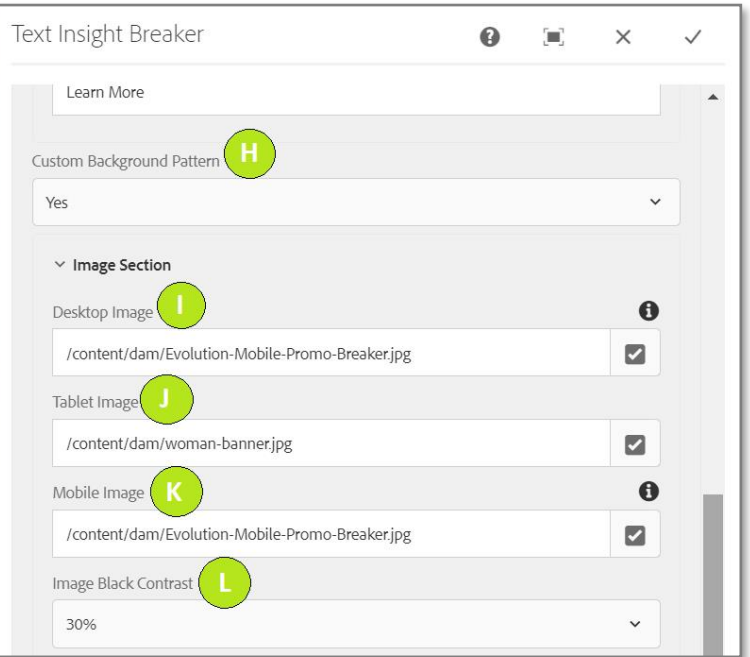 Text Insight Breaker
Learn More
Custom Background Pattern H
Yes
Image Section
Desktop Image I
/content/dam/Evolution-Mobile-Promo-Breaker.jpg
Tablet Image J
/content/dam/woman-banner.jpg
Mobile Image K
/content/dam/Evolution-Mobile-Promo-Breaker.jpg
Image Black Contrast L
30%